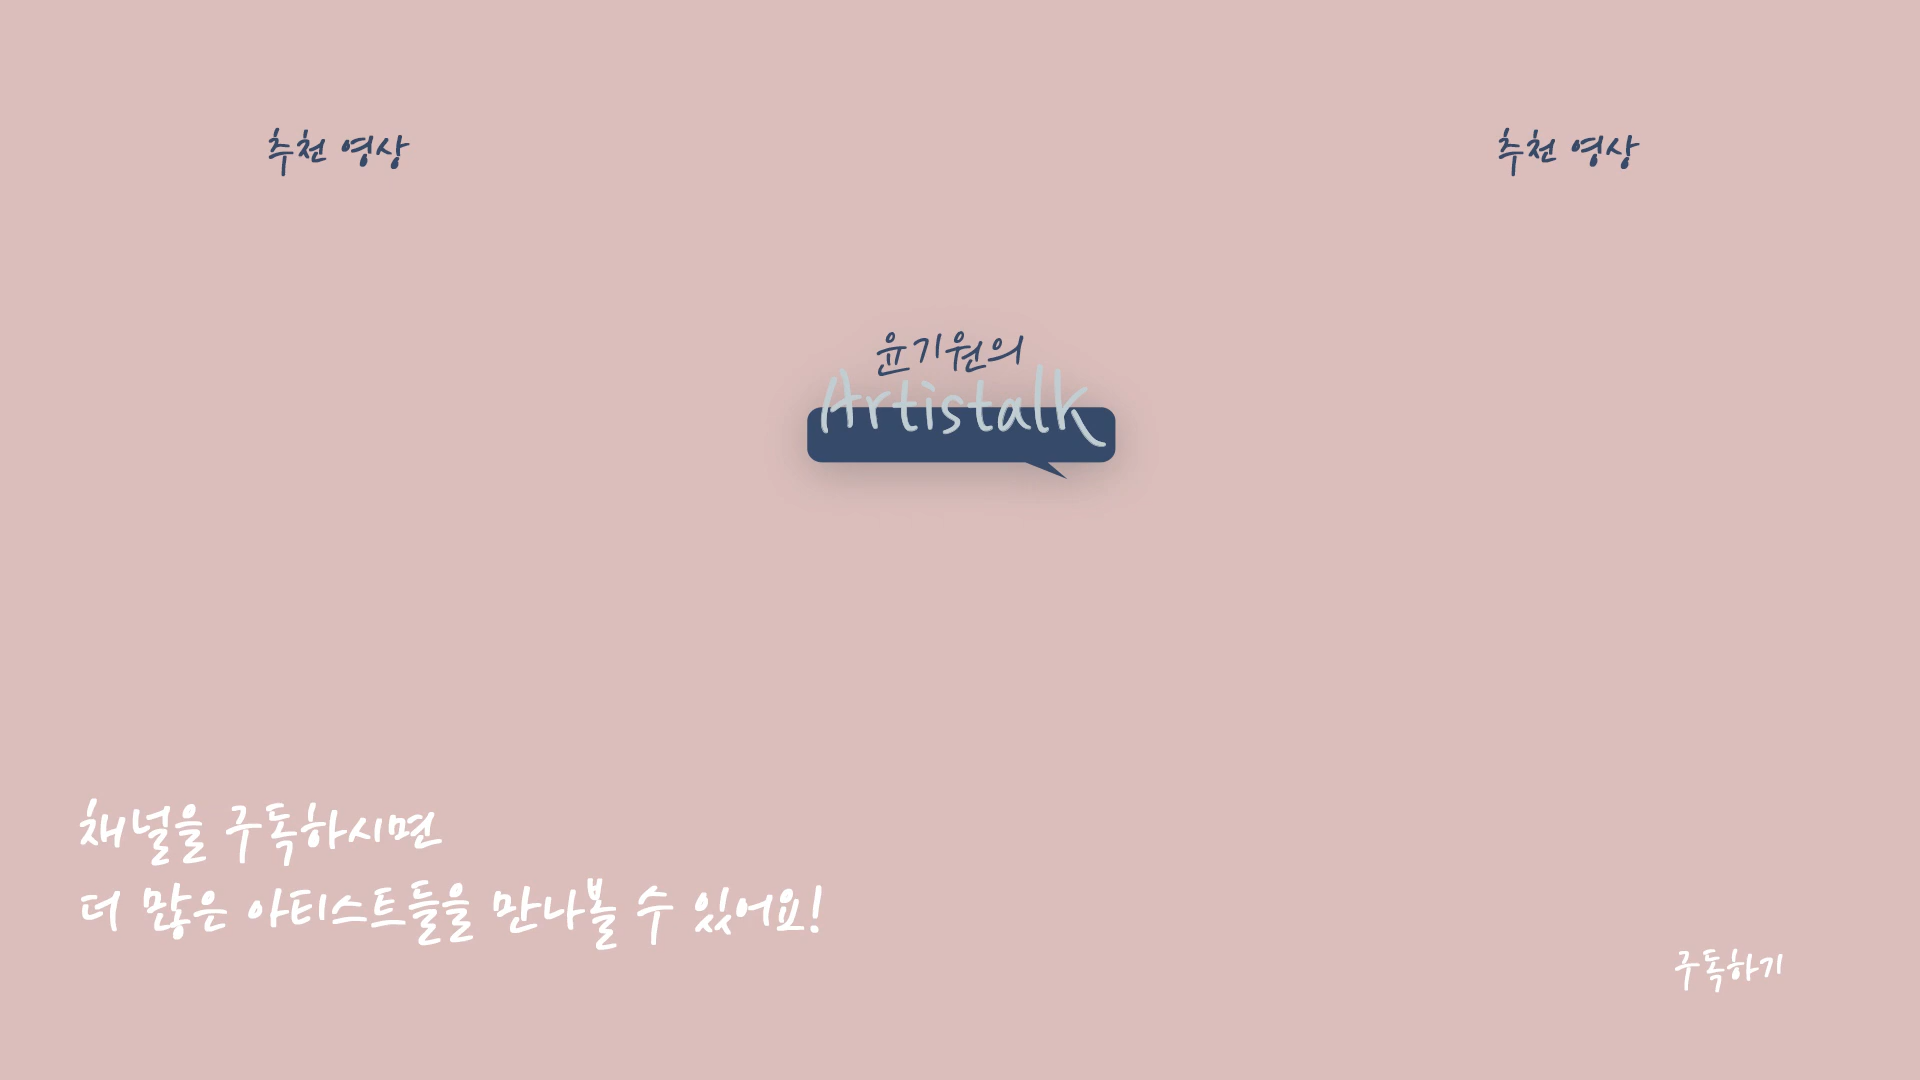 추천 영상
추천 영상
윤기원의
Artistalk
채널을 구독하시면
더 많은 아티스트들을 만나볼 수 있어요!
구독하기